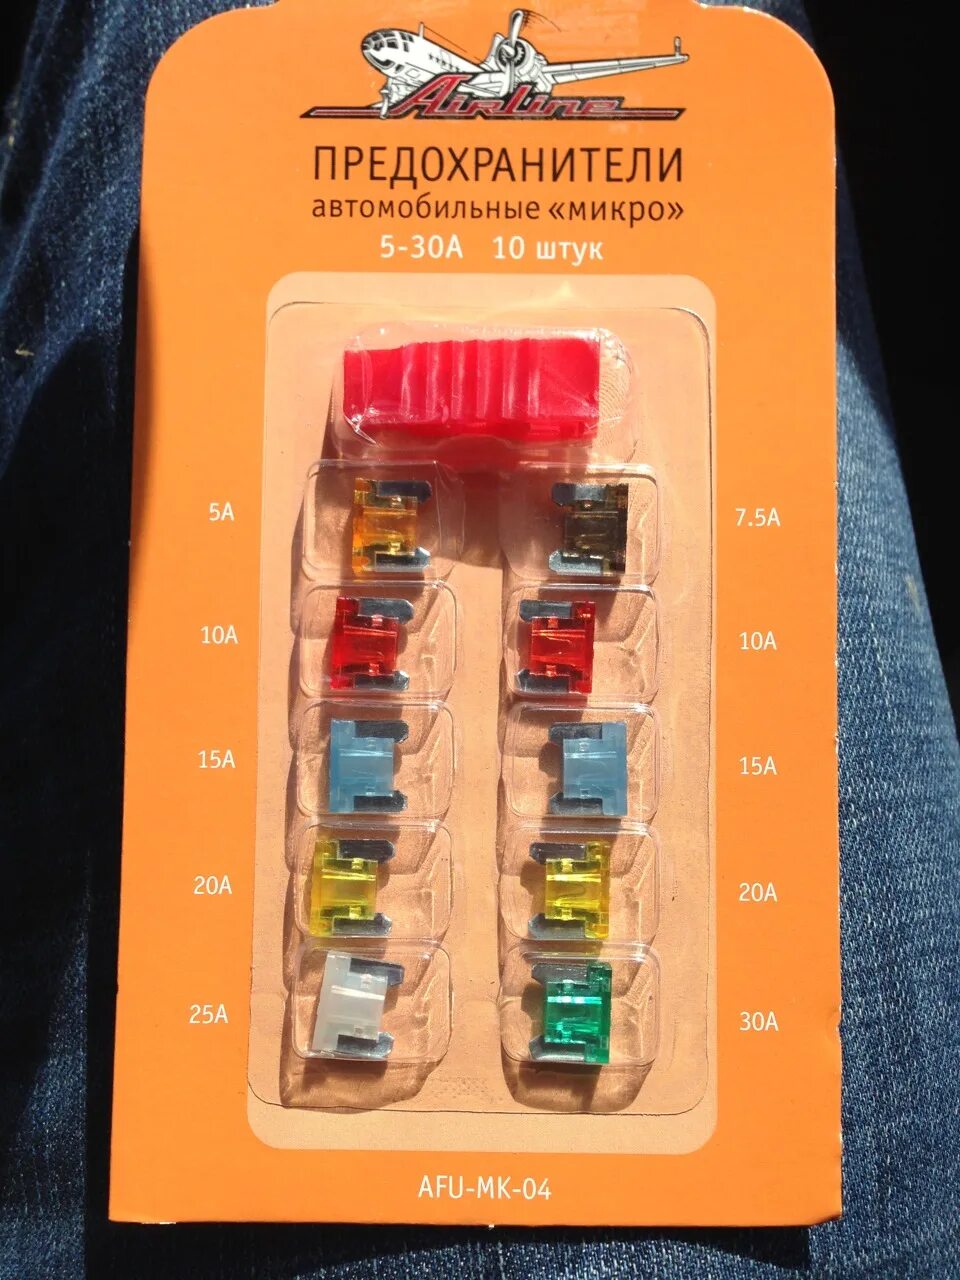 AirLine
ПРЕДОХРАНИТЕЛИ
автомобильные «микро»
5-30А 10 штук
5А 7.5А
10А 10А
15А 15А
20А 20А
25А 30А
AFU-MK-04